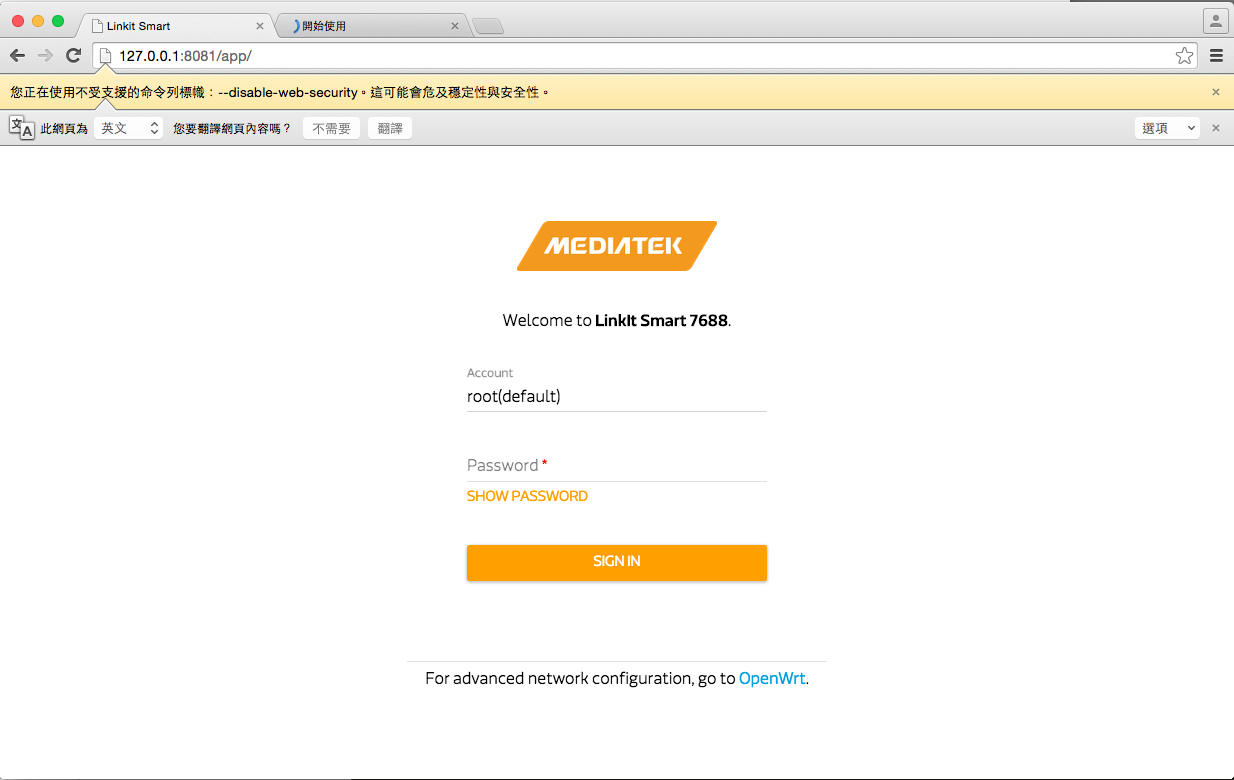 Linkit Smart
開始使用
127.0.0.1:8081/app/
您正在使用不受支援的命令列標幟：--disable-web-security。這可能會危及穩定性與安全性。
此網頁為 英文 您要翻譯網頁內容嗎？ 不需要 翻譯 選項
MEDIATEK
Welcome to LinkIt Smart 7688.
Account
root(default)
Password *
SHOW PASSWORD
SIGN IN
For advanced network configuration, go to OpenWrt.